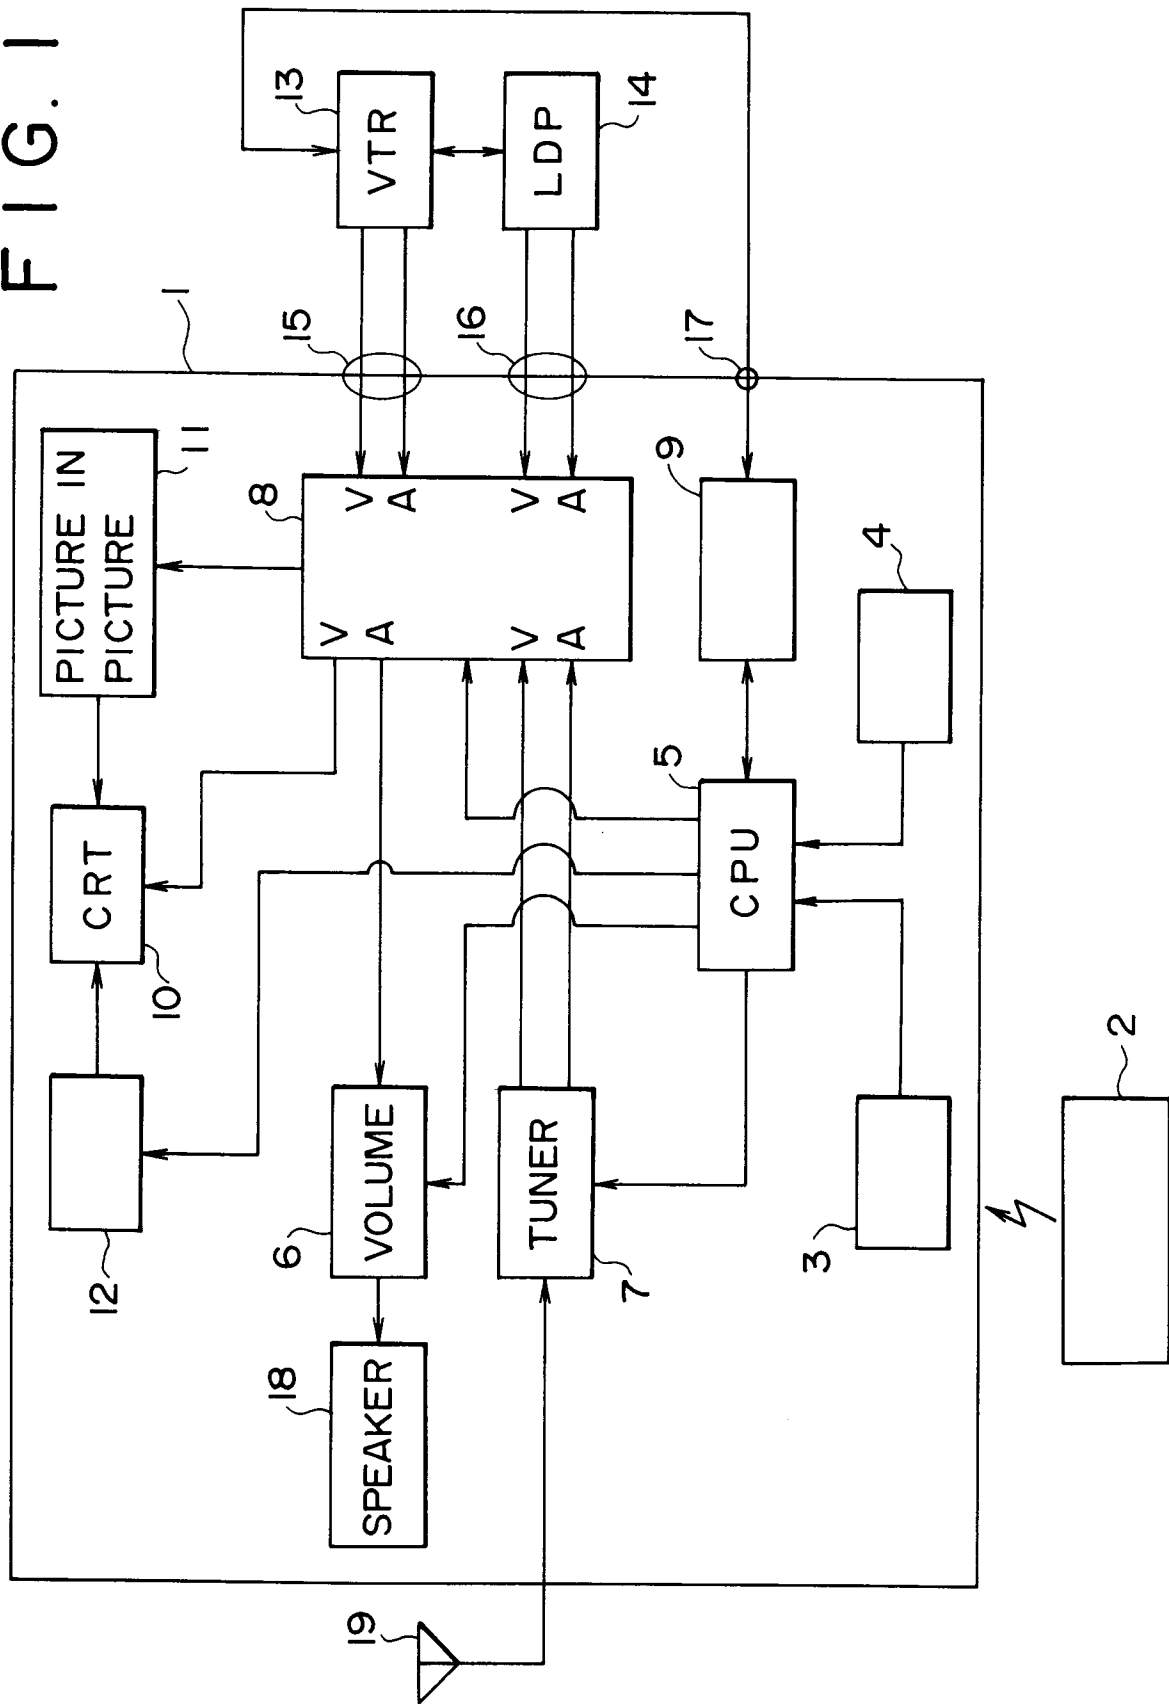 FIG. 1
1
PICTURE IN
PICTURE
11
CRT
10
12
8
V
A
V
A
V
A
V
A
13
VTR
LDP
14
15
16
17
9
4
5
CPU
VOLUME
6
TUNER
7
SPEAKER
18
3
2
19